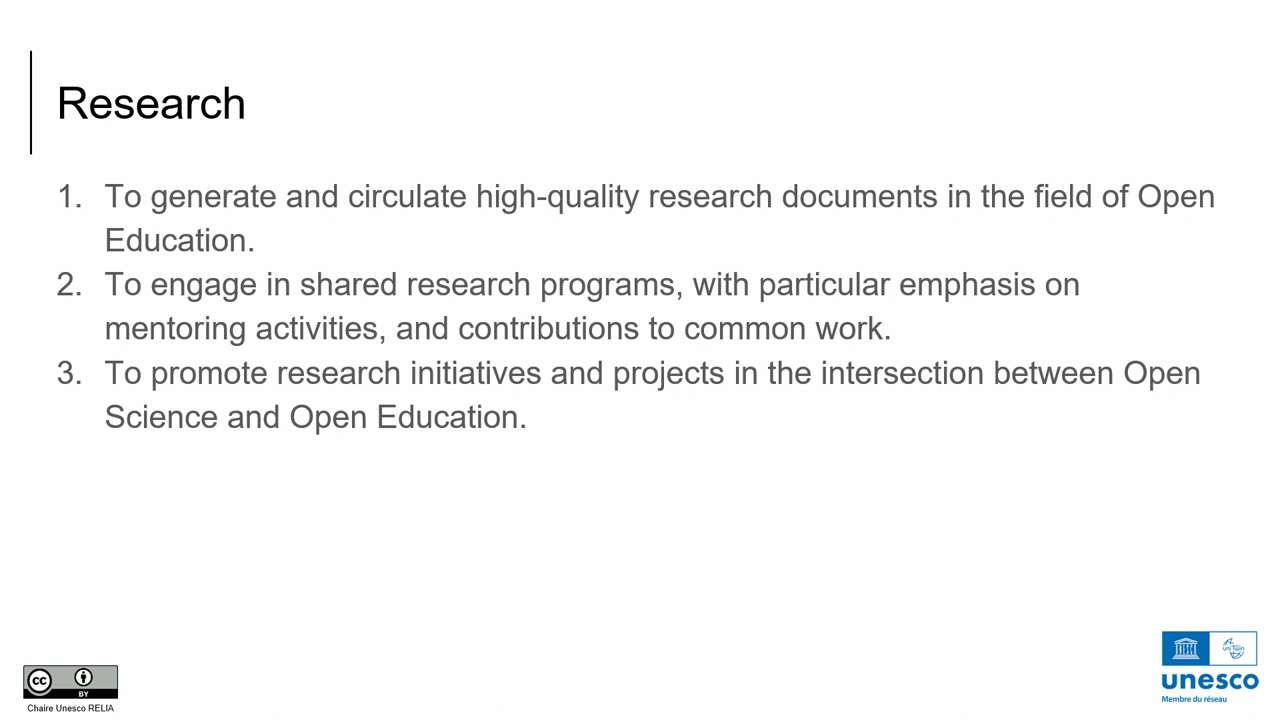 Research
1. To generate and circulate high-quality research documents in the field of Open
Education.
2. To engage in shared research programs, with particular emphasis on
mentoring activities, and contributions to common work.
3. To promote research initiatives and projects in the intersection between Open
Science and Open Education.
cc
BY
Chaire Unesco RELIA
uni twin
unesco
Membre du réseau